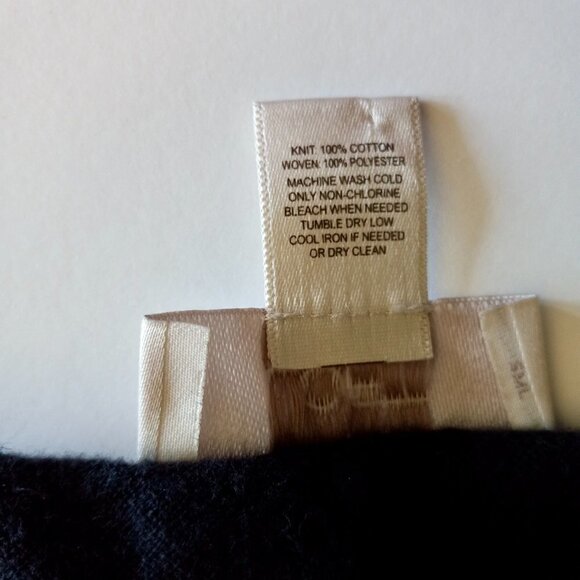 KNIT: 100% COTTON
WOVEN: 100% POLYESTER
MACHINE WASH COLD
ONLY NON-CHLORINE
BLEACH WHEN NEEDED
TUMBLE DRY LOW
COOL IRON IF NEEDED
OR DRY CLEAN